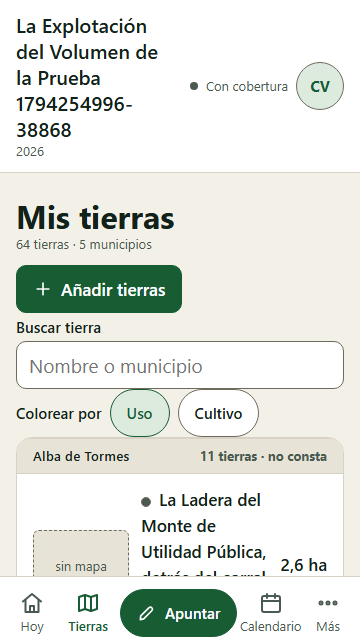 La Explotación
del Volumen de
la Prueba
1794254996-
38868
2026
Con cobertura
CV
Mis tierras
64 tierras · 5 municipios
Añadir tierras
Buscar tierra
Nombre o municipio
Colorear por
Uso
Cultivo
Alba de Tormes
11 tierras · no consta
La Ladera del
Monte de
Utilidad Pública,
sin mapa
2,6 ha
Hoy
Tierras
Apuntar
Calendario
Más